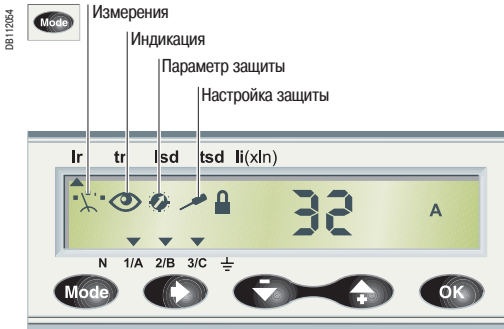 DB112054
Mode
Измерения
Индикация
Параметр защиты
Настройка защиты
Ir tr Isd tsd Ii(xIn)
32 A
N 1/A 2/B 3/C
Mode OK